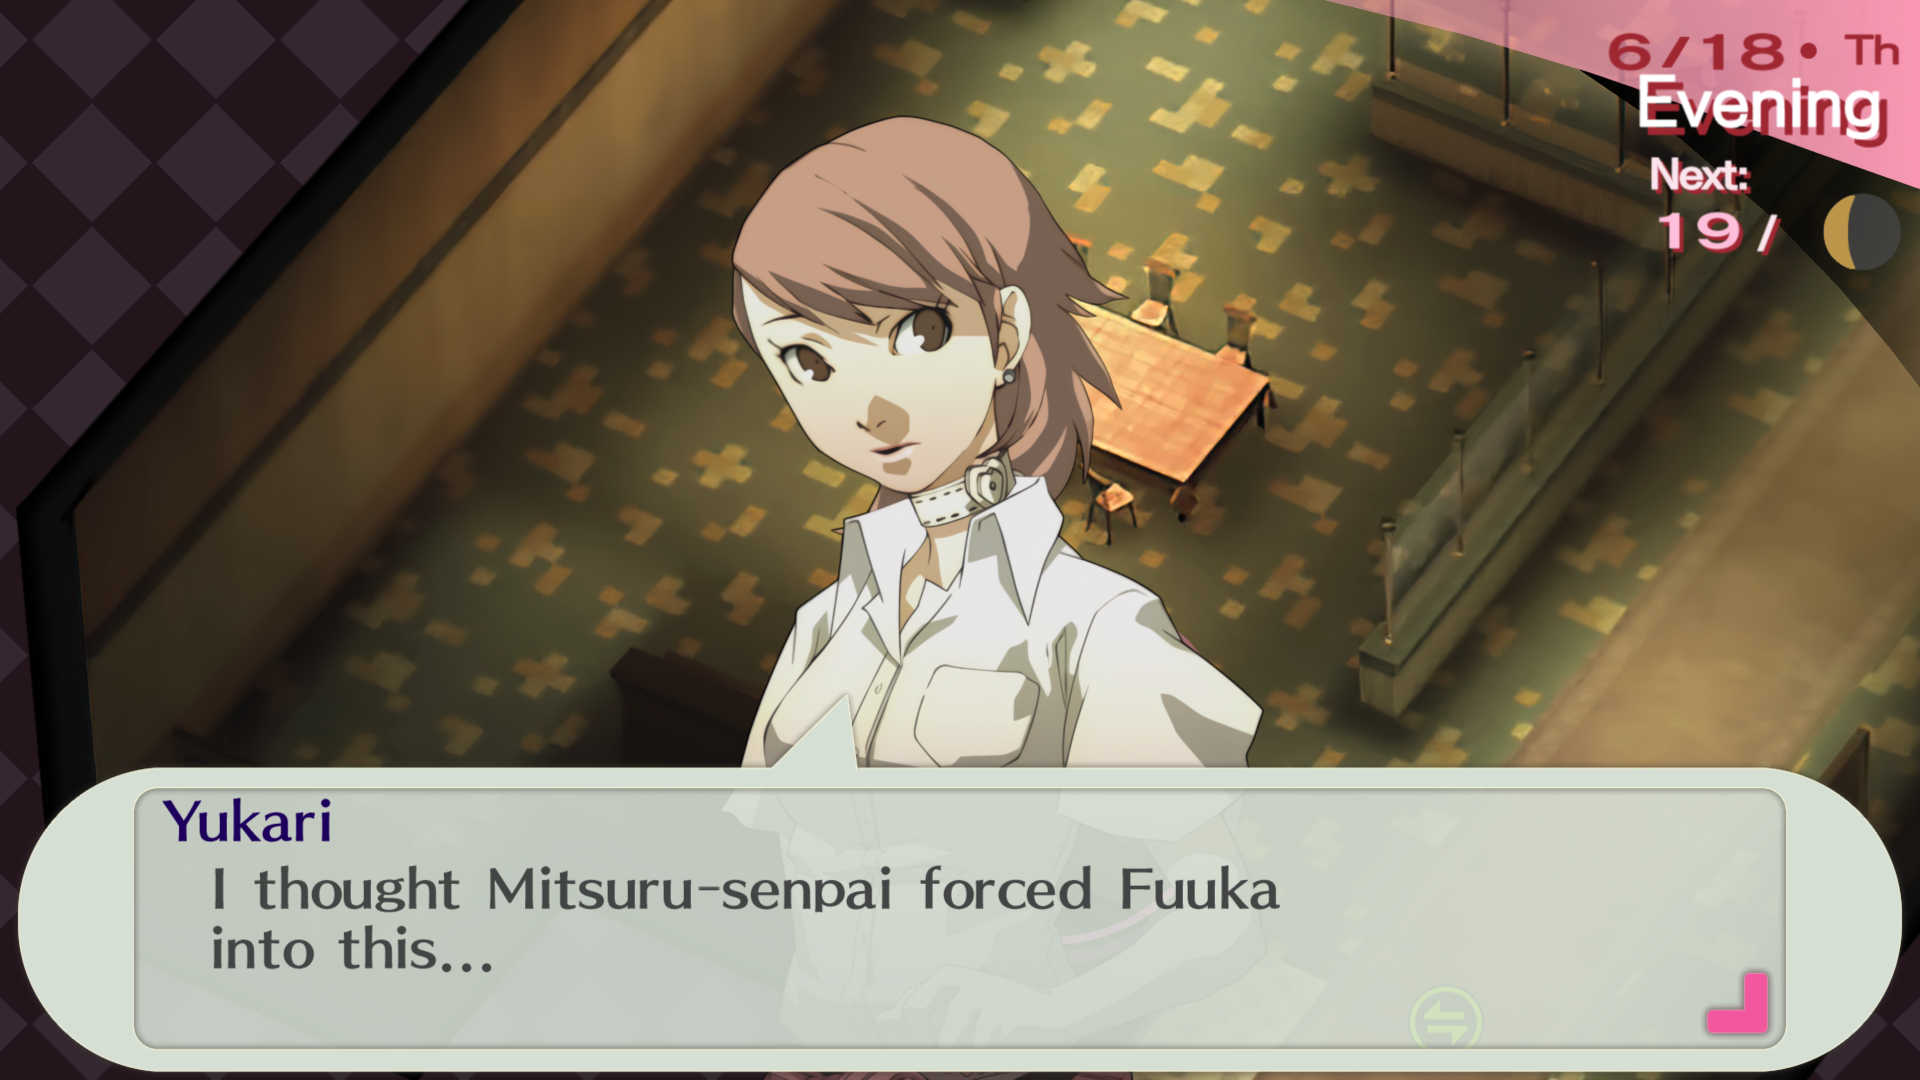 6/18• Th
Evening
Next:
19/
Yukari
I thought Mitsuru-senpai forced Fuuka
into this...